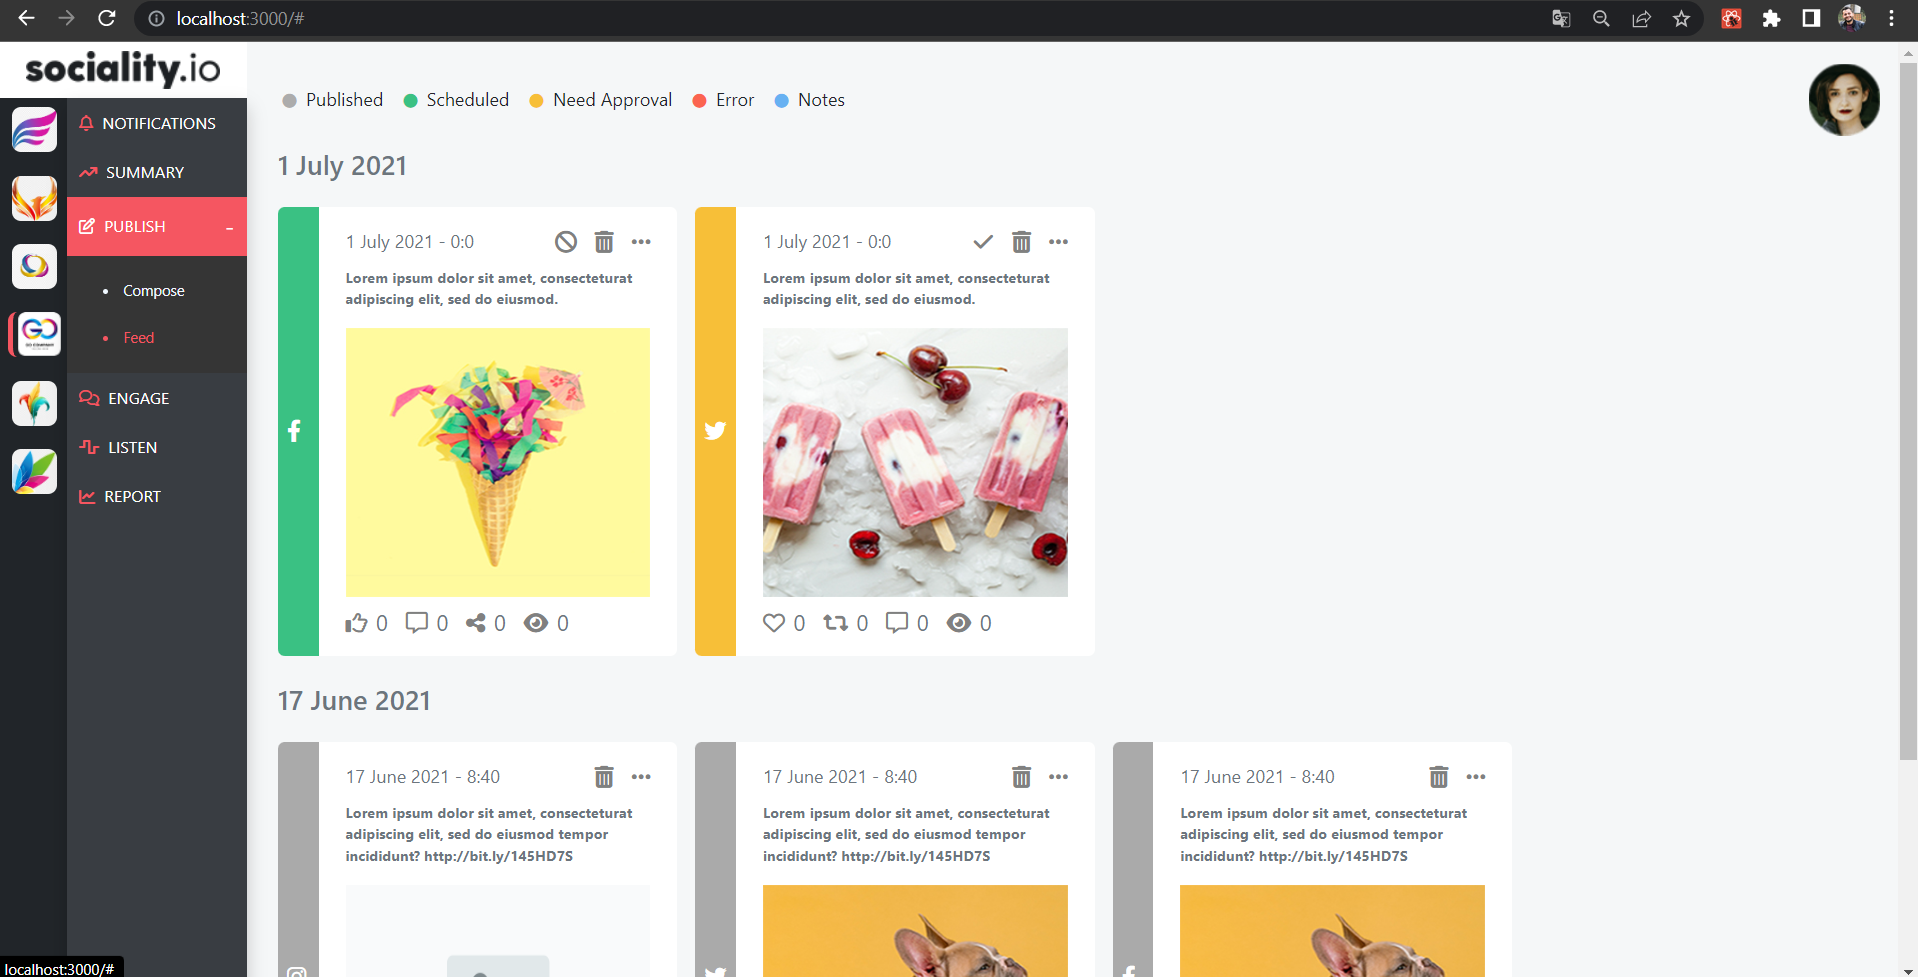 localhost:3000/#
sociality.io
Published Scheduled Need Approval Error Notes
NOTIFICATIONS
SUMMARY
PUBLISH -
Compose
Feed
ENGAGE
LISTEN
REPORT
1 July 2021
1 July 2021 - 0:0
Lorem ipsum dolor sit amet, consecteturat
adipiscing elit, sed do eiusmod.
0 0 0 0
1 July 2021 - 0:0
Lorem ipsum dolor sit amet, consecteturat
adipiscing elit, sed do eiusmod.
0 0 0 0
17 June 2021
17 June 2021 - 8:40
Lorem ipsum dolor sit amet, consecteturat
adipiscing elit, sed do eiusmod tempor
incididunt? http://bit.ly/145HD7S
17 June 2021 - 8:40
Lorem ipsum dolor sit amet, consecteturat
adipiscing elit, sed do eiusmod tempor
incididunt? http://bit.ly/145HD7S
17 June 2021 - 8:40
Lorem ipsum dolor sit amet, consecteturat
adipiscing elit, sed do eiusmod tempor
incididunt? http://bit.ly/145HD7S
localhost:3000/#